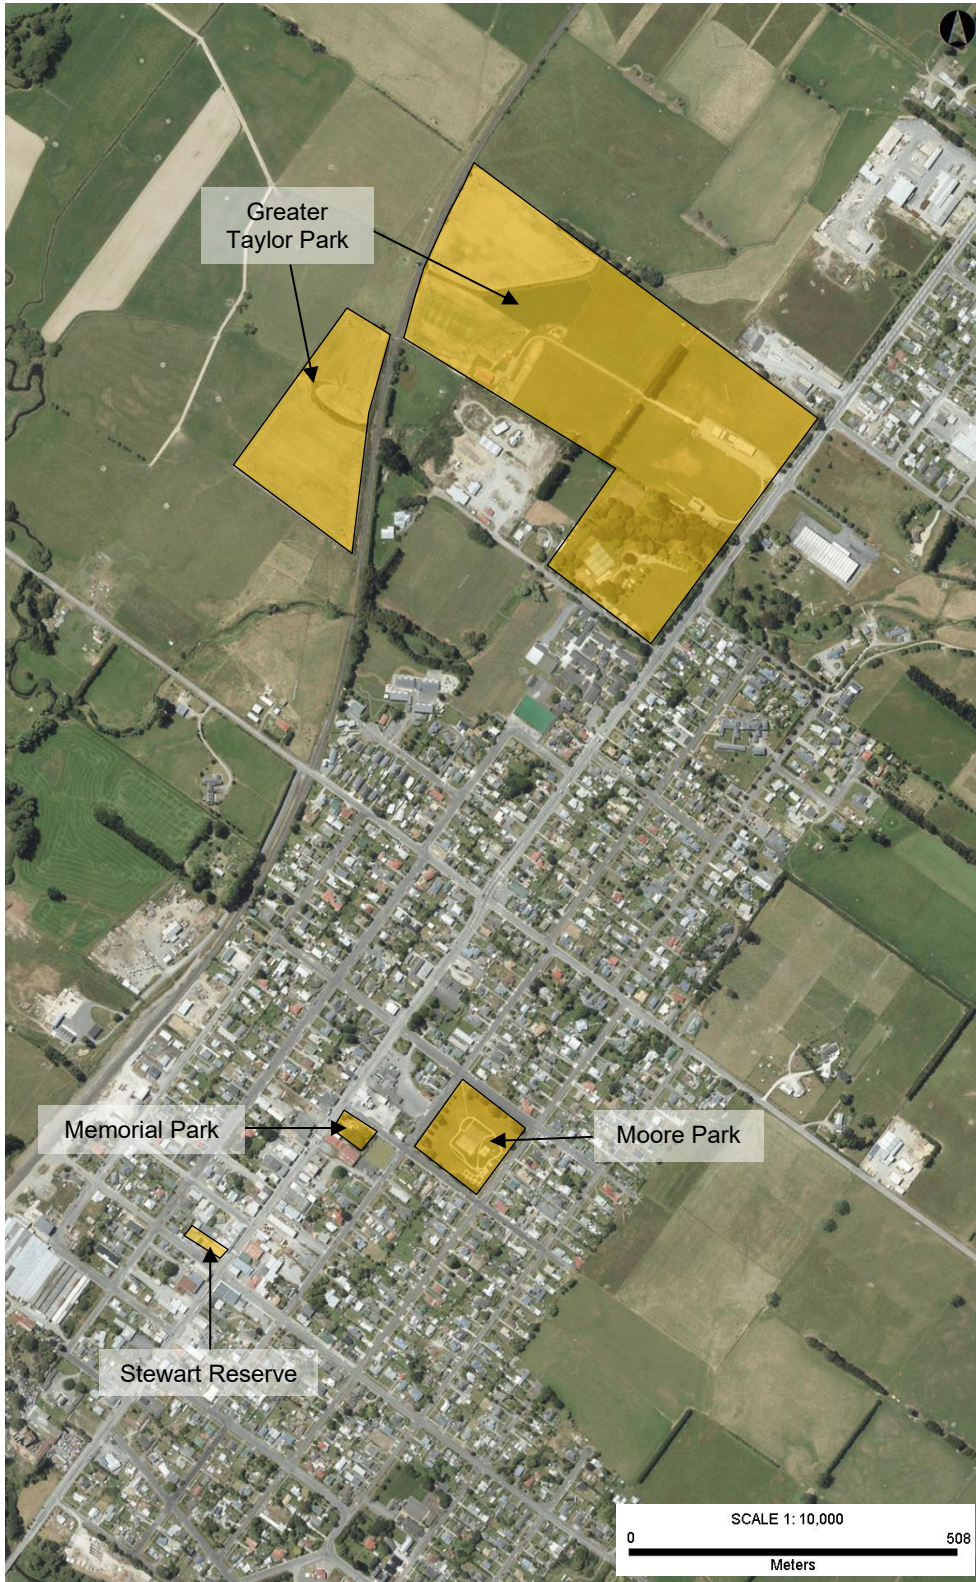 Greater
Taylor Park
Memorial Park
Moore Park
Stewart Reserve
SCALE 1: 10,000
0 508
Meters